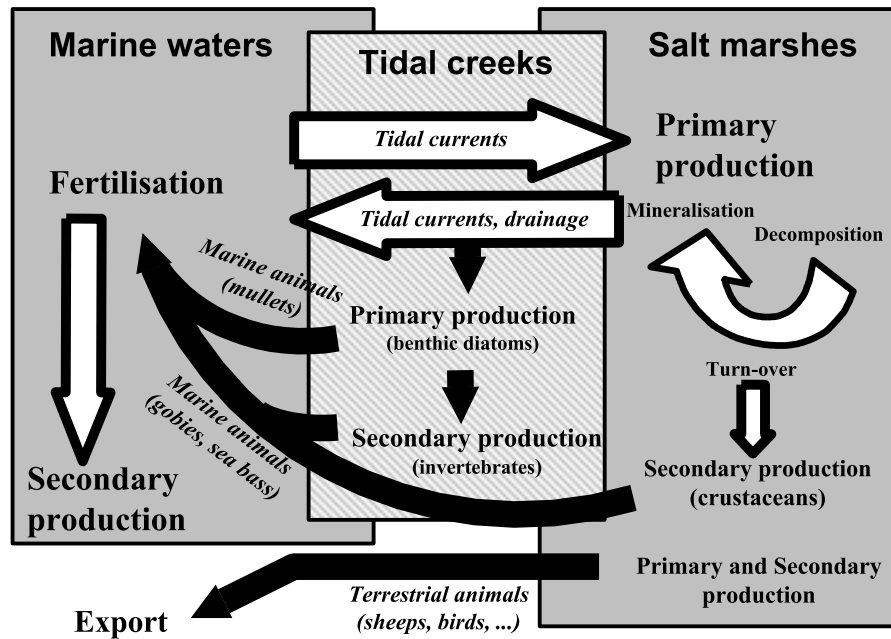 Marine waters
Tidal creeks
Salt marshes
Tidal currents
Primary
production
Fertilisation
Tidal currents, drainage
Mineralisation
Decomposition
Marine animals
(mullets)
Primary production
(benthic diatoms)
Turn-over
Marine animals
(gobies, sea bass)
Secondary production
(invertebrates)
Secondary
production
Secondary production
(crustaceans)
Primary and Secondary
production
Terrestrial animals
(sheeps, birds, ...)
Export